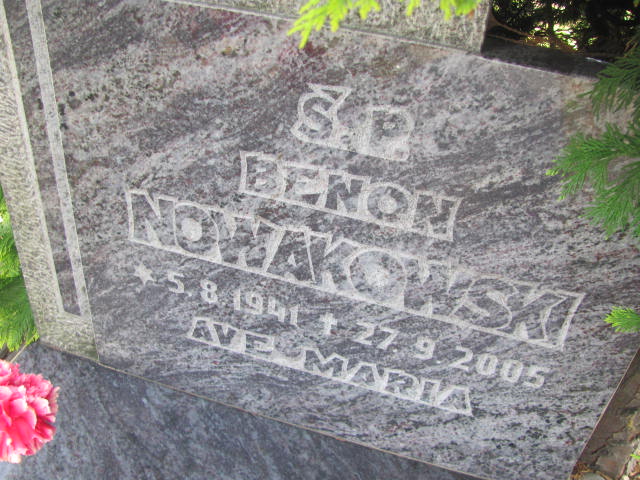 Ś.P.
BENON
NOWAKOWSKI
* 5. 8. 1941 + 27 9 2005
AVE MARIA